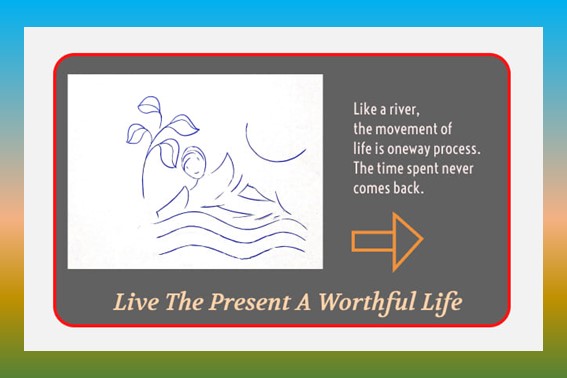 Like a river,
the movement of
life is oneway process.
The time spent never
comes back.
Live The Present A Worthful Life